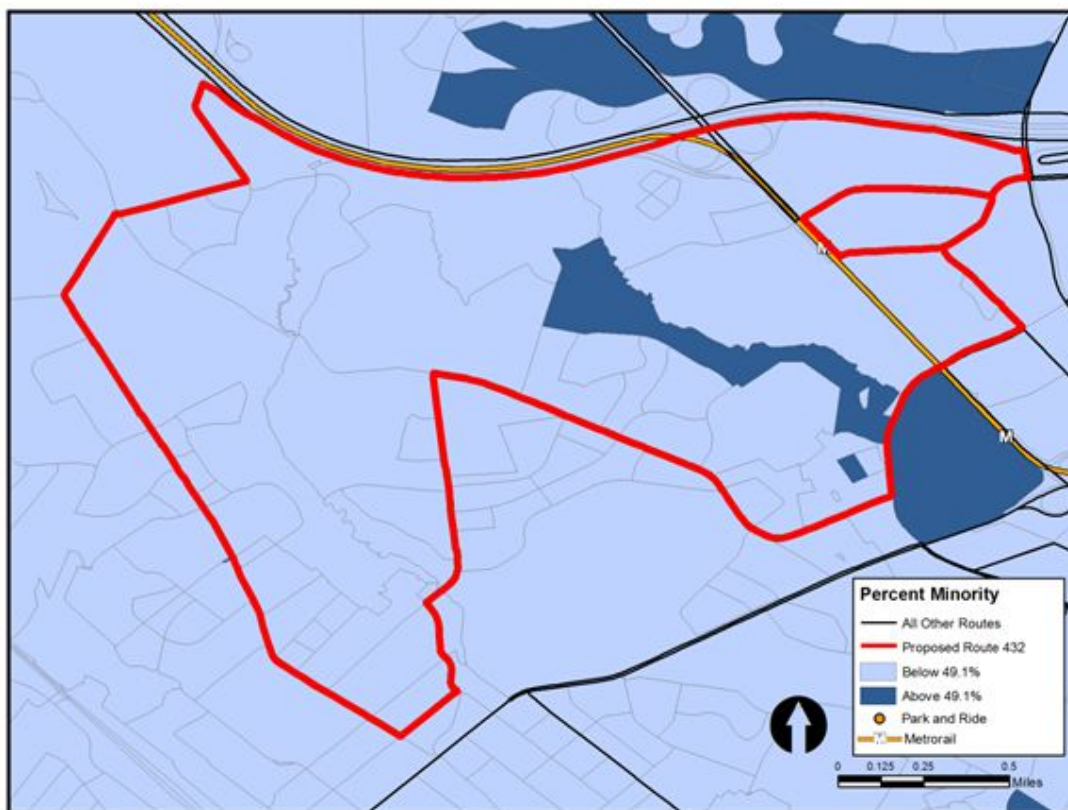 M
M
Percent Minority
All Other Routes
Proposed Route 432
Below 49.1%
Above 49.1%
Park and Ride
M Metrorail
0 0.125 0.25 0.5
Miles